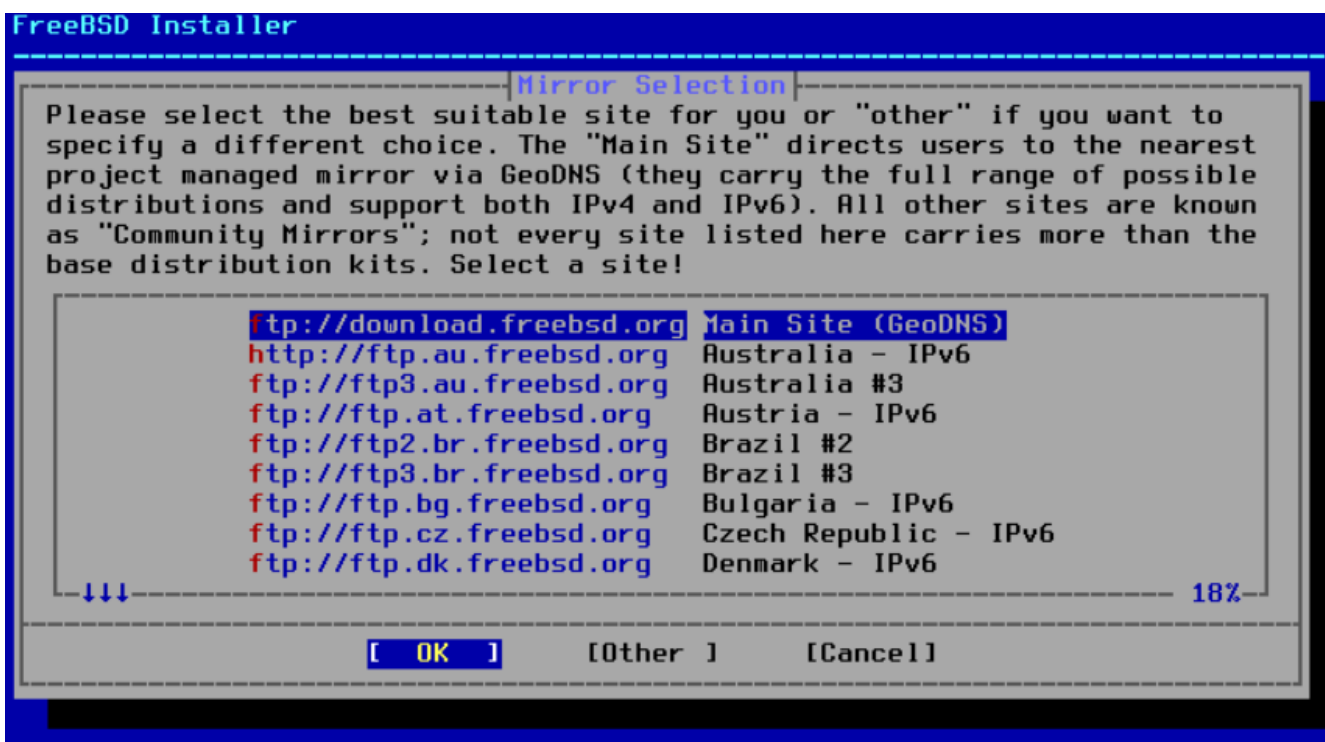 FreeBSD Installer
Mirror Selection
Please select the best suitable site for you or "other" if you want to
specify a different choice. The "Main Site" directs users to the nearest
project managed mirror via GeoDNS (they carry the full range of possible
distributions and support both IPv4 and IPv6). All other sites are known
as "Community Mirrors"; not every site listed here carries more than the
base distribution kits. Select a site!
ftp://download.freebsd.org Main Site (GeoDNS)
http://ftp.au.freebsd.org Australia - IPv6
ftp://ftp3.au.freebsd.org Australia #3
ftp://ftp.at.freebsd.org Austria - IPv6
ftp://ftp2.br.freebsd.org Brazil #2
ftp://ftp3.br.freebsd.org Brazil #3
ftp://ftp.bg.freebsd.org Bulgaria - IPv6
ftp://ftp.cz.freebsd.org Czech Republic - IPv6
ftp://ftp.dk.freebsd.org Denmark - IPv6
↓↓↓ 18%
[ OK ] [Other ] [Cancel]